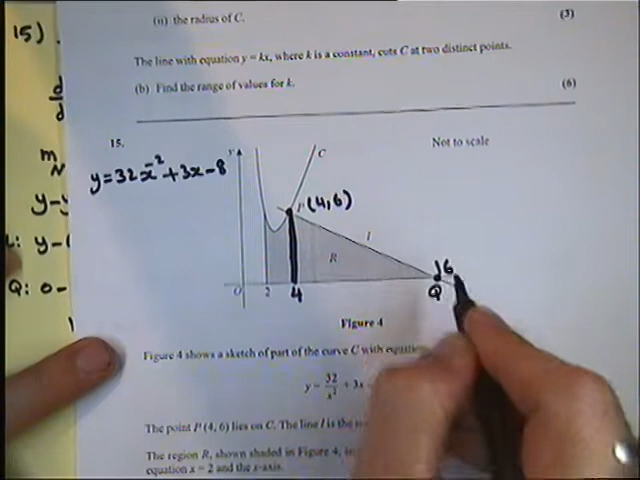 15)
(ii) the radius of C.
(3)
The line with equation y = kx, where k is a constant, cuts C at two distinct points.
(b) Find the range of values for k.
(6)
15.
Not to scale
y = 32x⁻² + 3x - 8
y
C
P (4,6)
l
R
16
O
2
4
Q
Figure 4
y-y
L: y-
Q: 0-
Figure 4 shows a sketch of part of the curve C with equation
y = 32/x² + 3x
The point P (4, 6) lies on C. The line l is the
The region R, shown shaded in Figure 4,
equation x = 2 and the x-axis.